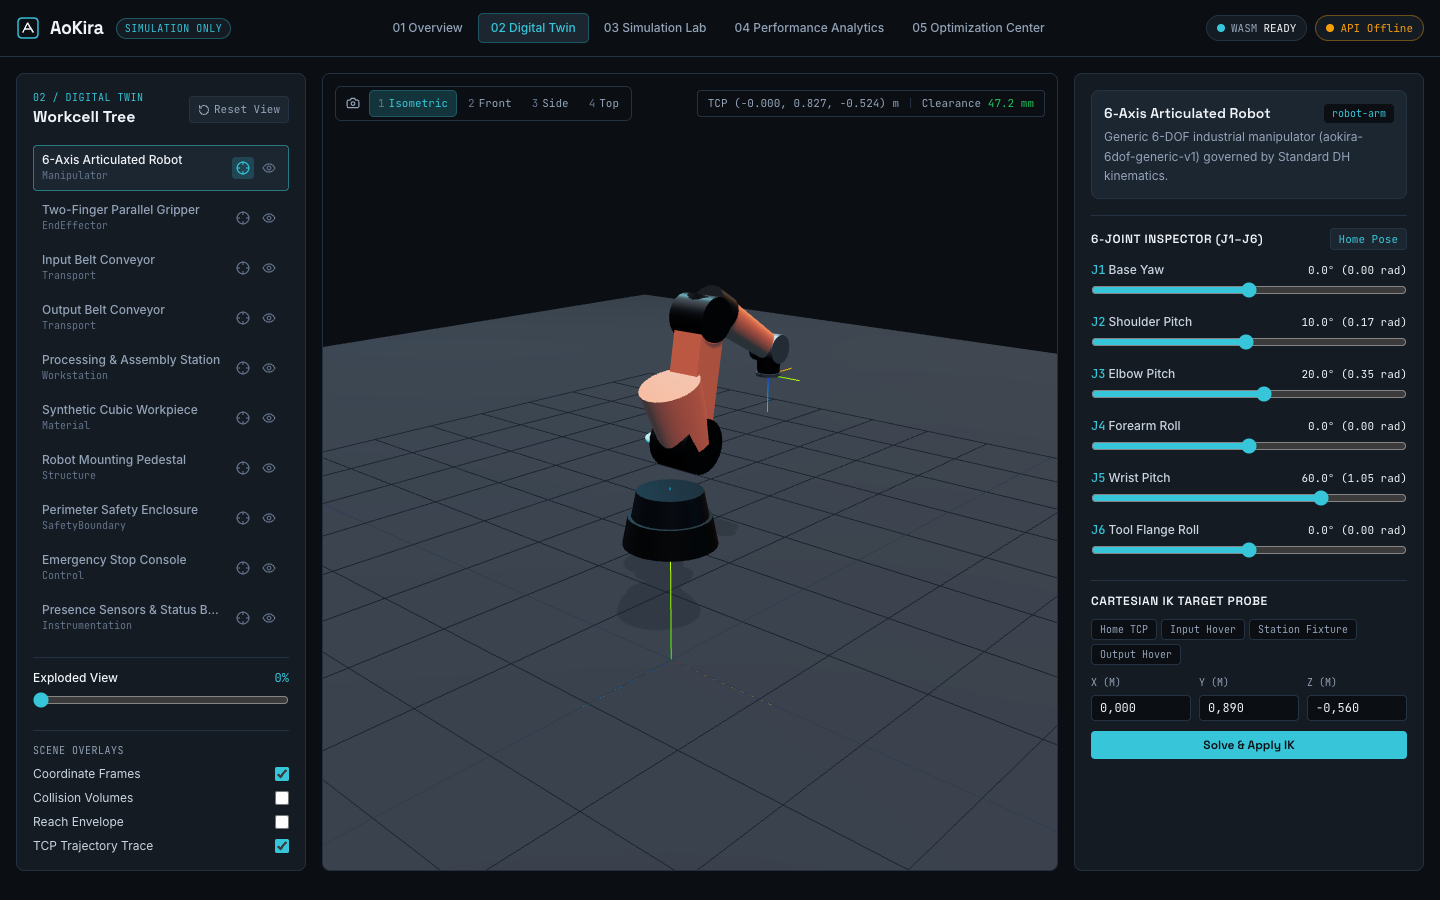 AoKira
SIMULATION ONLY
01 Overview
02 Digital Twin
03 Simulation Lab
04 Performance Analytics
05 Optimization Center
WASM READY
API Offline
02 / DIGITAL TWIN
Workcell Tree
Reset View
6-Axis Articulated Robot
Manipulator
Two-Finger Parallel Gripper
EndEffector
Input Belt Conveyor
Transport
Output Belt Conveyor
Transport
Processing & Assembly Station
Workstation
Synthetic Cubic Workpiece
Material
Robot Mounting Pedestal
Structure
Perimeter Safety Enclosure
SafetyBoundary
Emergency Stop Console
Control
Presence Sensors & Status B...
Instrumentation
Exploded View 0%
SCENE OVERLAYS
Coordinate Frames
Collision Volumes
Reach Envelope
TCP Trajectory Trace
1 Isometric
2 Front
3 Side
4 Top
TCP (-0.000, 0.827, -0.524) m
Clearance 47.2 mm
6-Axis Articulated Robot
robot-arm
Generic 6-DOF industrial manipulator (aokira-
6dof-generic-v1) governed by Standard DH
kinematics.
6-JOINT INSPECTOR (J1–J6)
Home Pose
J1 Base Yaw 0.0° (0.00 rad)
J2 Shoulder Pitch 10.0° (0.17 rad)
J3 Elbow Pitch 20.0° (0.35 rad)
J4 Forearm Roll 0.0° (0.00 rad)
J5 Wrist Pitch 60.0° (1.05 rad)
J6 Tool Flange Roll 0.0° (0.00 rad)
CARTESIAN IK TARGET PROBE
Home TCP
Input Hover
Station Fixture
Output Hover
X (M) Y (M) Z (M)
0,000 0,890 -0,560
Solve & Apply IK